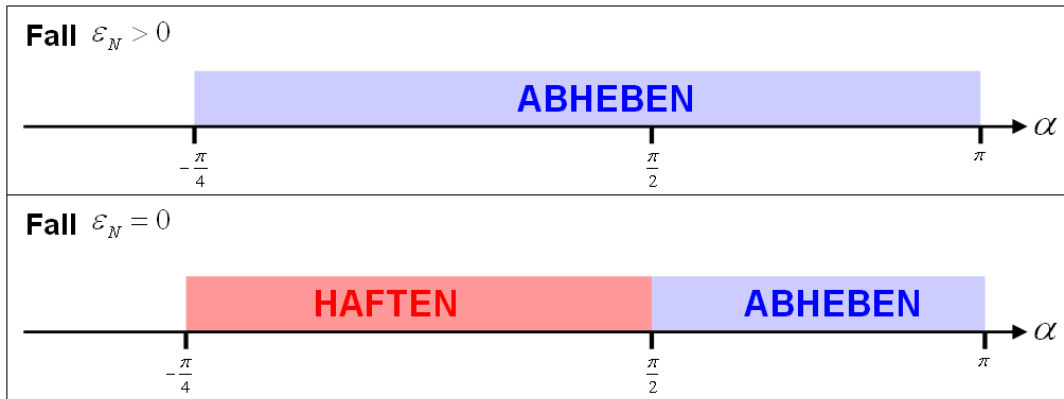 Fall ε_N > 0
ABHEBEN
α
-π/4 π/2 π
Fall ε_N = 0
HAFTEN ABHEBEN
α
-π/4 π/2 π